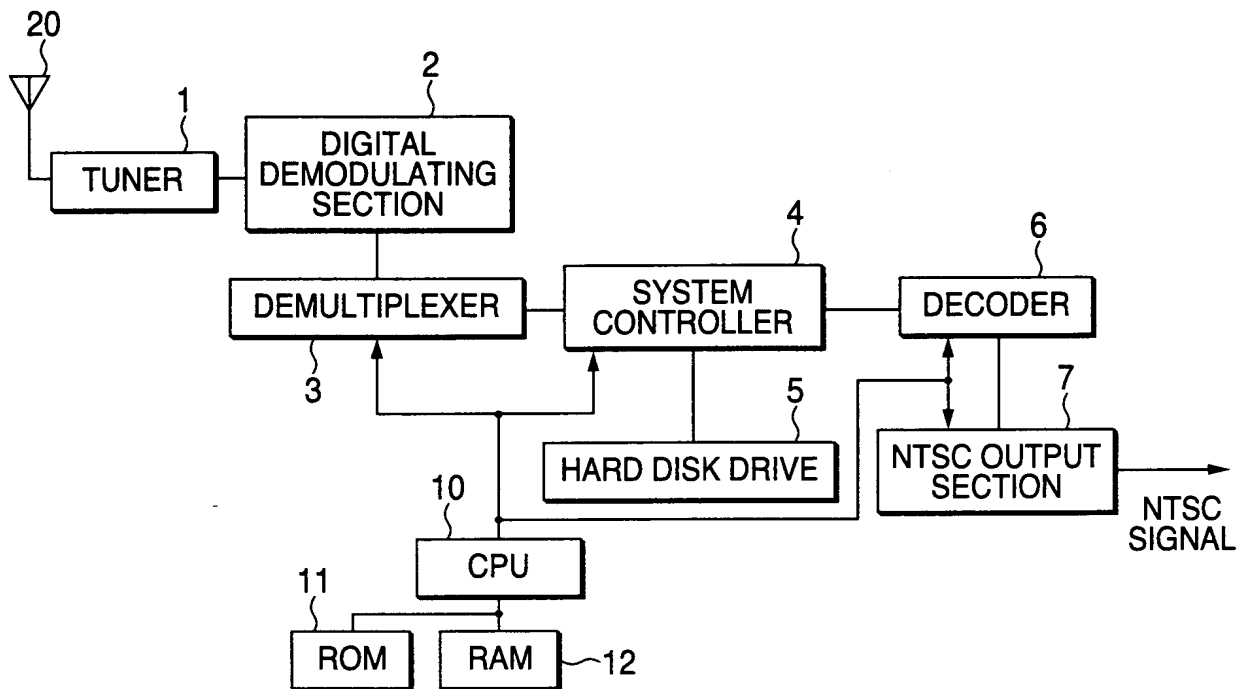 20
1
TUNER
2
DIGITAL
DEMODULATING
SECTION
DEMULTIPLEXER
3
4
SYSTEM
CONTROLLER
6
DECODER
5
HARD DISK DRIVE
7
NTSC OUTPUT
SECTION
NTSC
SIGNAL
10
CPU
11
ROM
RAM
12